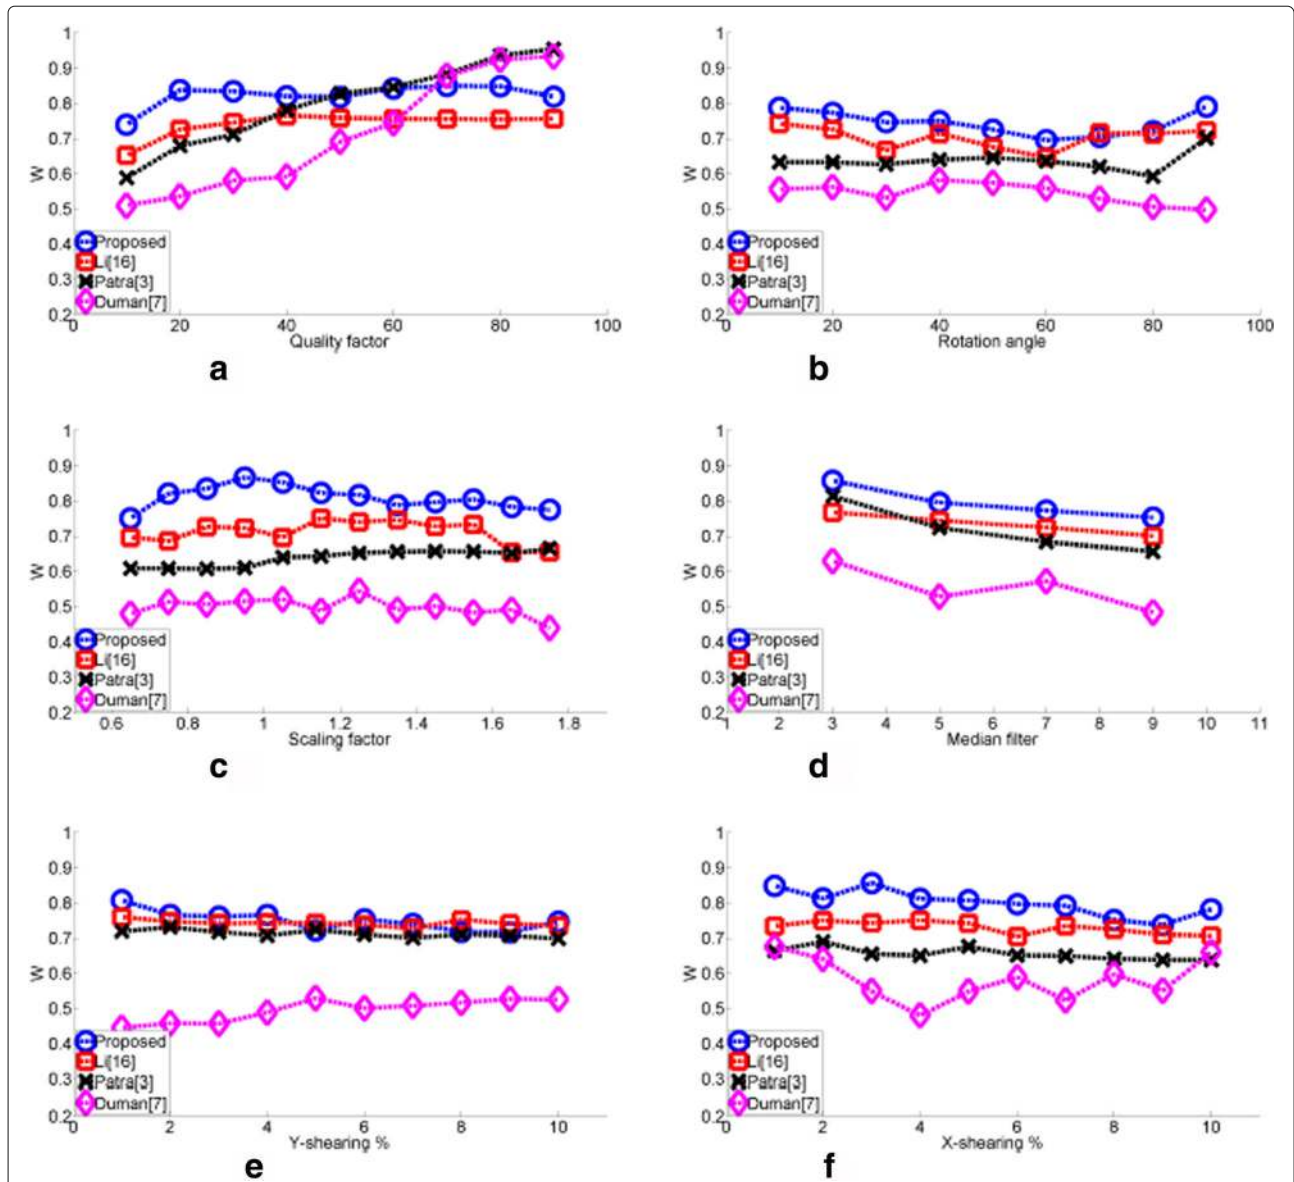 1
0.9
0.8
0.7
0.6
0.5
0.4
0.3
0.2
W
Proposed
Li[16]
Patra[3]
Duman[7]
0 20 40 60 80 100
Quality factor
a
1
0.9
0.8
0.7
0.6
0.5
0.4
0.3
0.2
W
Proposed
Li[16]
Patra[3]
Duman[7]
0 20 40 60 80 100
Rotation angle
b
1
0.9
0.8
0.7
0.6
0.5
0.4
0.3
0.2
W
Proposed
Li[16]
Patra[3]
Duman[7]
0.6 0.8 1 1.2 1.4 1.6 1.8
Scaling factor
c
1
0.9
0.8
0.7
0.6
0.5
0.4
0.3
0.2
W
Proposed
Li[16]
Patra[3]
Duman[7]
1 2 3 4 5 6 7 8 9 10 11
Median filter
d
1
0.9
0.8
0.7
0.6
0.5
0.4
0.3
0.2
W
Proposed
Li[16]
Patra[3]
Duman[7]
0 2 4 6 8 10
Y-shearing %
e
1
0.9
0.8
0.7
0.6
0.5
0.4
0.3
0.2
W
Proposed
Li[16]
Patra[3]
Duman[7]
0 2 4 6 8 10
X-shearing %
f